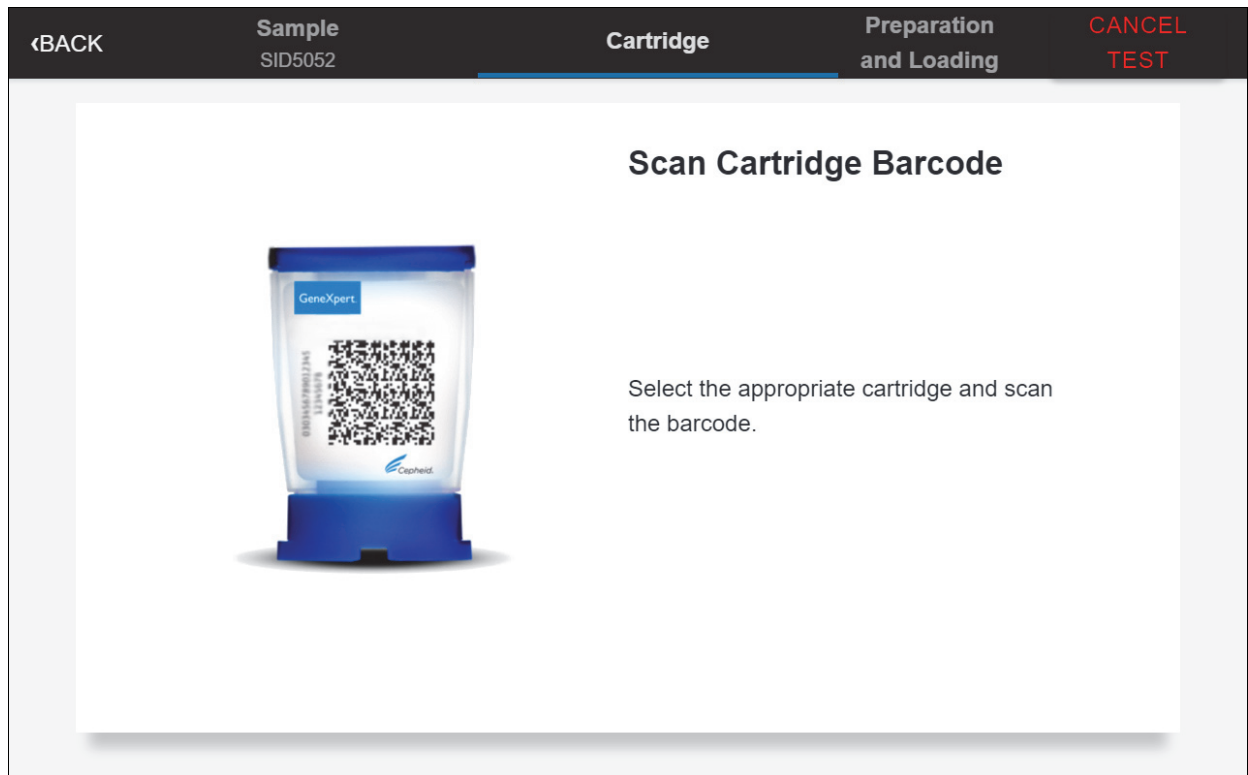 ‹BACK
Sample
SID5052
Cartridge
Preparation
and Loading
CANCEL
TEST
Scan Cartridge Barcode
GeneXpert.
12345678
Cepheid.
Select the appropriate cartridge and scan
the barcode.